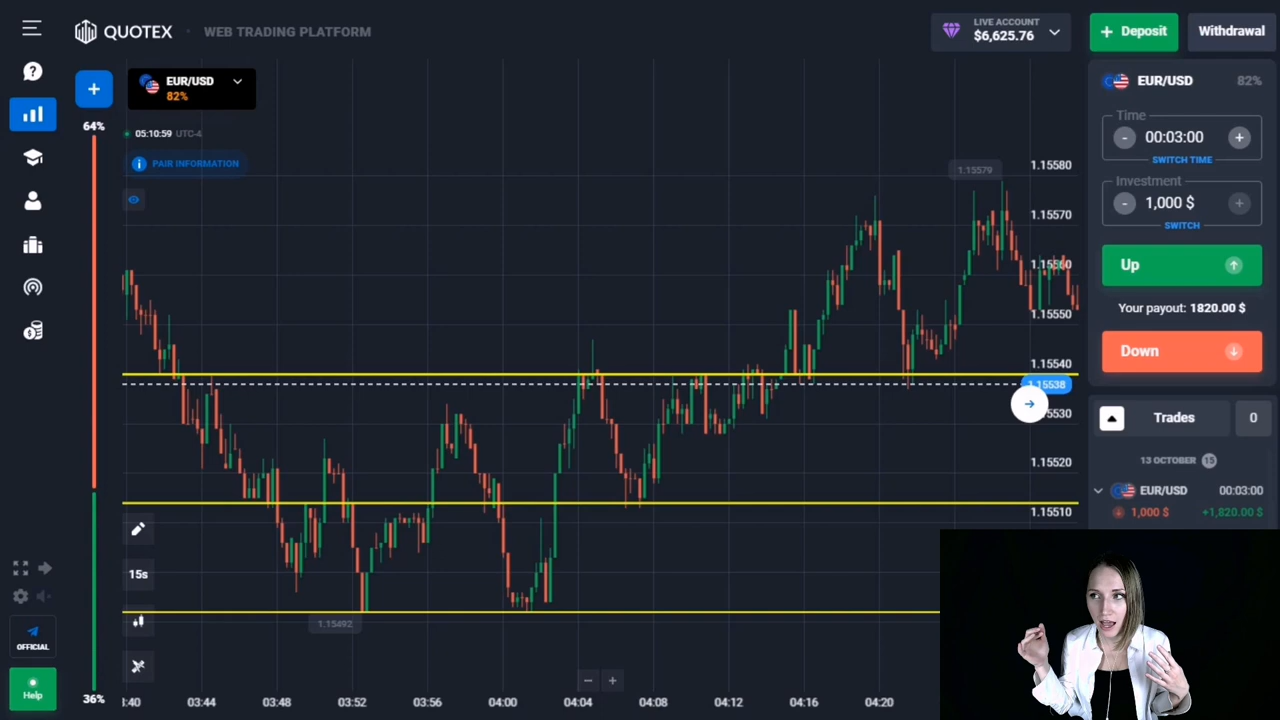 QUOTEX
WEB TRADING PLATFORM
LIVE ACCOUNT
$6,625.76
+ Deposit
Withdrawal
EUR/USD
82%
64%
05:10:59 UTC-4
PAIR INFORMATION
EUR/USD 82%
Time
- 00:03:00 +
SWITCH TIME
Investment
- 1,000 $ +
SWITCH
Up
Your payout: 1820.00 $
Down
Trades 0
13 OCTOBER 15
EUR/USD 00:03:00
1,000 $ +1,820.00 $
1.15579
1.15580
1.15570
1.15560
1.15550
1.15540
1.15538
1.15530
1.15520
1.15510
15s
1.15492
OFFICIAL
Help
36%
:40 03:44 03:48 03:52 03:56 04:00 04:04 04:08 04:12 04:16 04:20